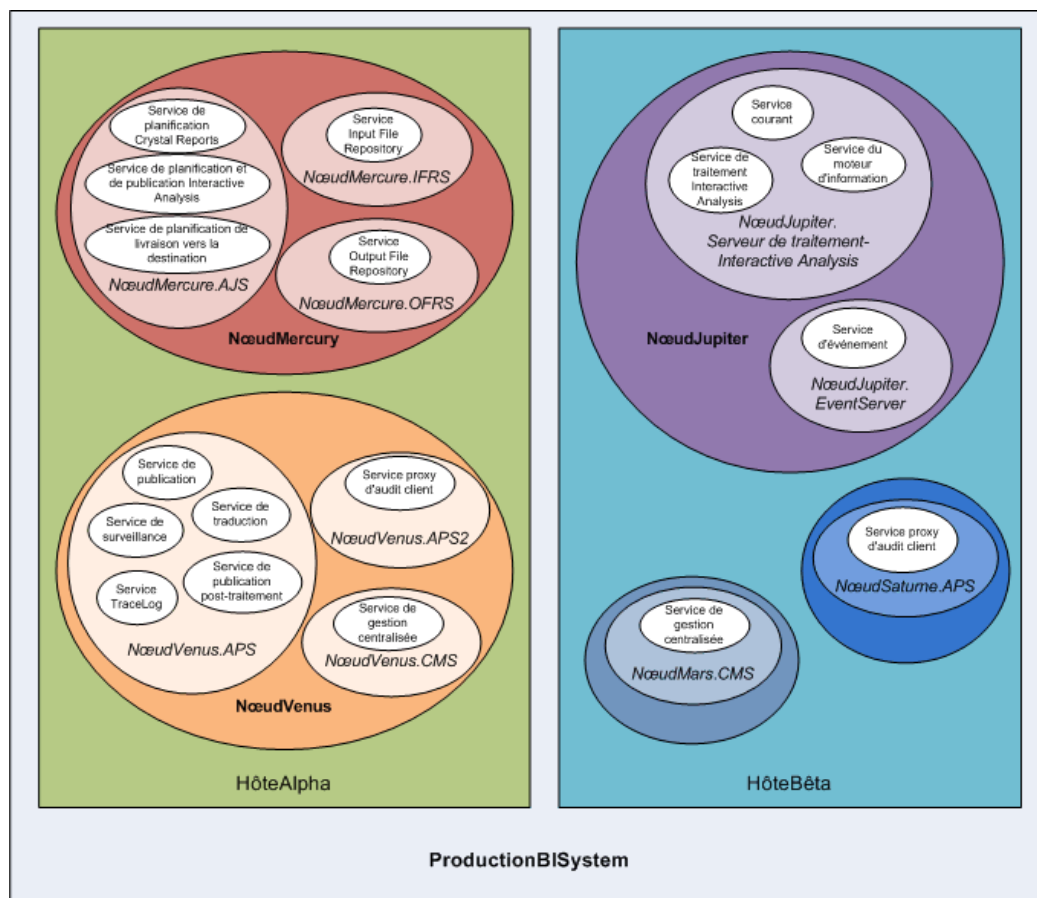 Service de
planification
Crystal Reports
Service de planification et
de publication Interactive
Analysis
Service de planification de
livraison vers la
destination
NœudMercure.AJS
Service
Input File
Repository
NœudMercure.IFRS
Service
Output File
Repository
NœudMercure.OFRS
NœudMercury
Service de
publication
Service de
traduction
Service de
surveillance
Service de
publication
post-traitement
Service
TraceLog
NœudVenus.APS
Service proxy
d'audit client
NœudVenus.APS2
Service de
gestion
centralisée
NœudVenus.CMS
NœudVenus
HôteAlpha
Service
courant
Service du
moteur
d'information
Service de
traitement
Interactive
Analysis
NœudJupiter.
Serveur de traitement-
Interactive Analysis
NœudJupiter
Service
d'événement
NœudJupiter.
EventServer
Service proxy
d'audit client
NœudSaturne.APS
Service de
gestion
centralisée
NœudMars.CMS
HôteBêta
ProductionBISystem